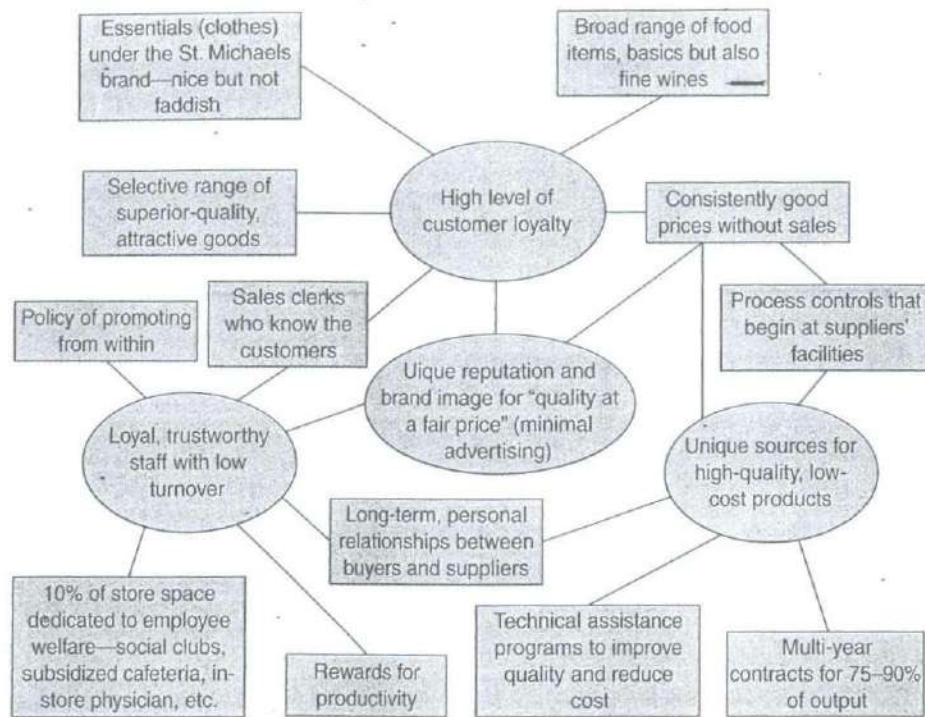 Essentials (clothes)
under the St. Michaels
brand—nice but not
faddish
Broad range of food
items, basics but also
fine wines
Selective range of
superior-quality,
attractive goods
High level of
customer loyalty
Consistently good
prices without sales
Policy of promoting
from within
Sales clerks
who know the
customers
Process controls that
begin at suppliers'
facilities
Uique reputation and
brand image for "quality at
a fair price" (minimal
advertising)
Loyal, trustworthy
staff with low
turnover
Unique sources for
high-quality, low-
cost products
Long-term, personal
relationships between
buyers and suppliers
10% of store space
dedicated to employee
welfare—social clubs,
subsidized cafeteria, in-
store physician, etc.
Rewards for
productivity
Technical assistance
programs to improve
quality and reduce
cost
Multi-year
contracts for 75–90%
of output